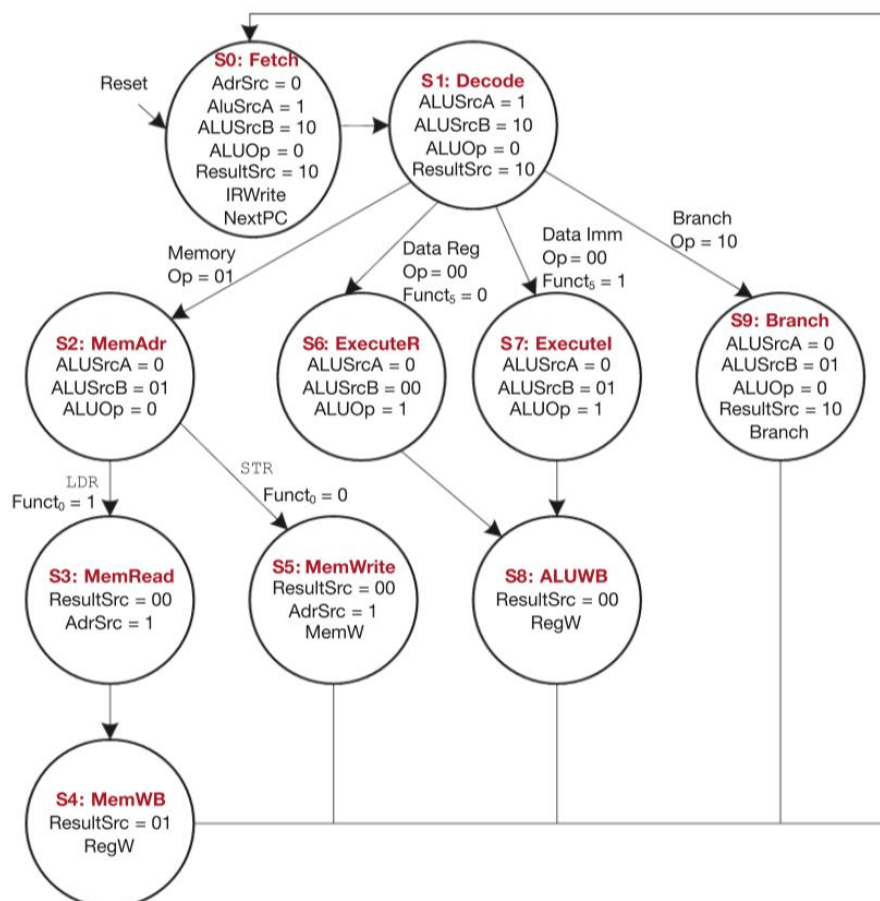 Reset
S0: Fetch
AdrSrc = 0
AluSrcA = 1
ALUSrcB = 10
ALUOp = 0
ResultSrc = 10
IRWrite
NextPC
S1: Decode
ALUSrcA = 1
ALUSrcB = 10
ALUOp = 0
ResultSrc = 10
Memory
Op = 01
Data Reg
Op = 00
Funct₅ = 0
Data Imm
Op = 00
Funct₅ = 1
Branch
Op = 10
S2: MemAdr
ALUSrcA = 0
ALUSrcB = 01
ALUOp = 0
S6: ExecuteR
ALUSrcA = 0
ALUSrcB = 00
ALUOp = 1
S7: ExecuteI
ALUSrcA = 0
ALUSrcB = 01
ALUOp = 1
S9: Branch
ALUSrcA = 0
ALUSrcB = 01
ALUOp = 0
ResultSrc = 10
Branch
LDR
Funct₀ = 1
STR
Funct₀ = 0
S3: MemRead
ResultSrc = 00
AdrSrc = 1
S5: MemWrite
ResultSrc = 00
AdrSrc = 1
MemW
S8: ALUWB
ResultSrc = 00
RegW
S4: MemWB
ResultSrc = 01
RegW